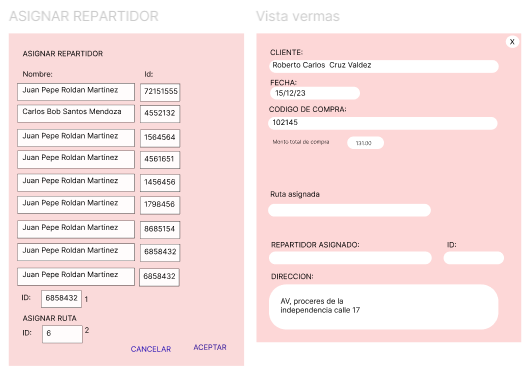 ASIGNAR REPARTIDOR
ASIGNAR REPARTIDOR
Nombre: Id:
Juan Pepe Roldan Martinez 72151555
Carlos Bob Santos Mendoza 4552132
Juan Pepe Roldan Martinez 1564564
Juan Pepe Roldan Martinez 4561651
Juan Pepe Roldan Martinez 1456456
Juan Pepe Roldan Martinez 1798456
Juan Pepe Roldan Martinez 8685154
Juan Pepe Roldan Martinez 6858432
Juan Pepe Roldan Martinez 6858432
ID: 6858432 1
ASIGNAR RUTA
ID: 6 2
CANCELAR ACEPTAR
Vista vermas
X
CLIENTE:
Roberto Carlos Cruz Valdez
FECHA:
15/12/23
CODIGO DE COMPRA:
102145
Monto total de compra 131.00
Ruta asignada
REPARTIDOR ASIGNADO: ID:
DIRECCION:
AV, proceres de la
independencia calle 17